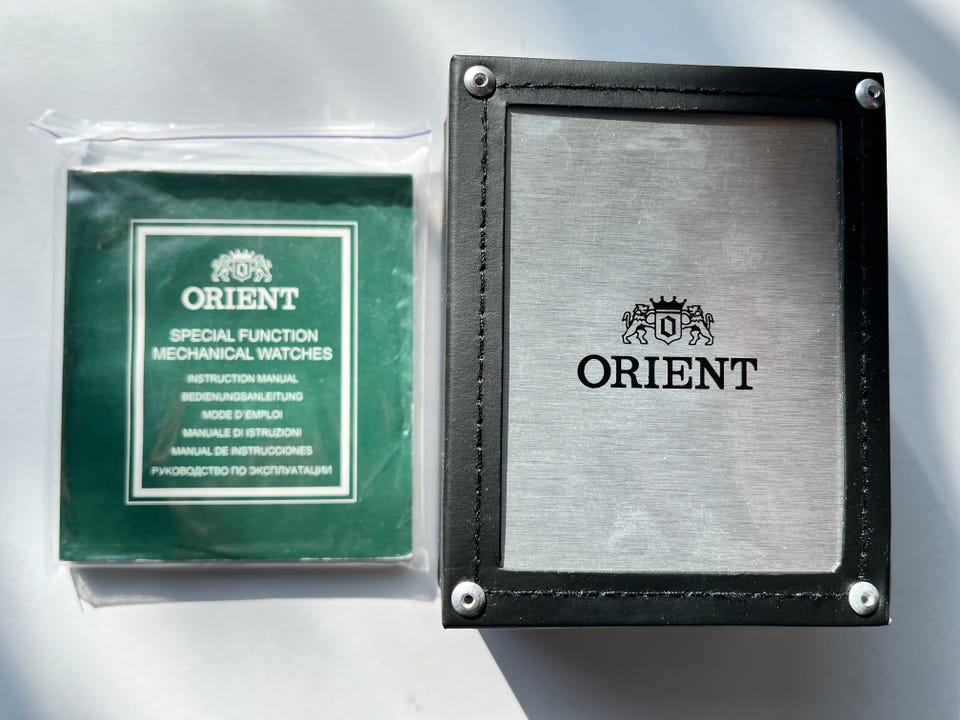 ORIENT
SPECIAL FUNCTION
MECHANICAL WATCHES
INSTRUCTION MANUAL
BEDIENUNGSANLEITUNG
MODE D'EMPLOI
MANUALE DI ISTRUZIONI
MANUAL DE INSTRUCCIONES
РУКОВОДСТВО ПО ЭКСПЛУАТАЦИИ
ORIENT